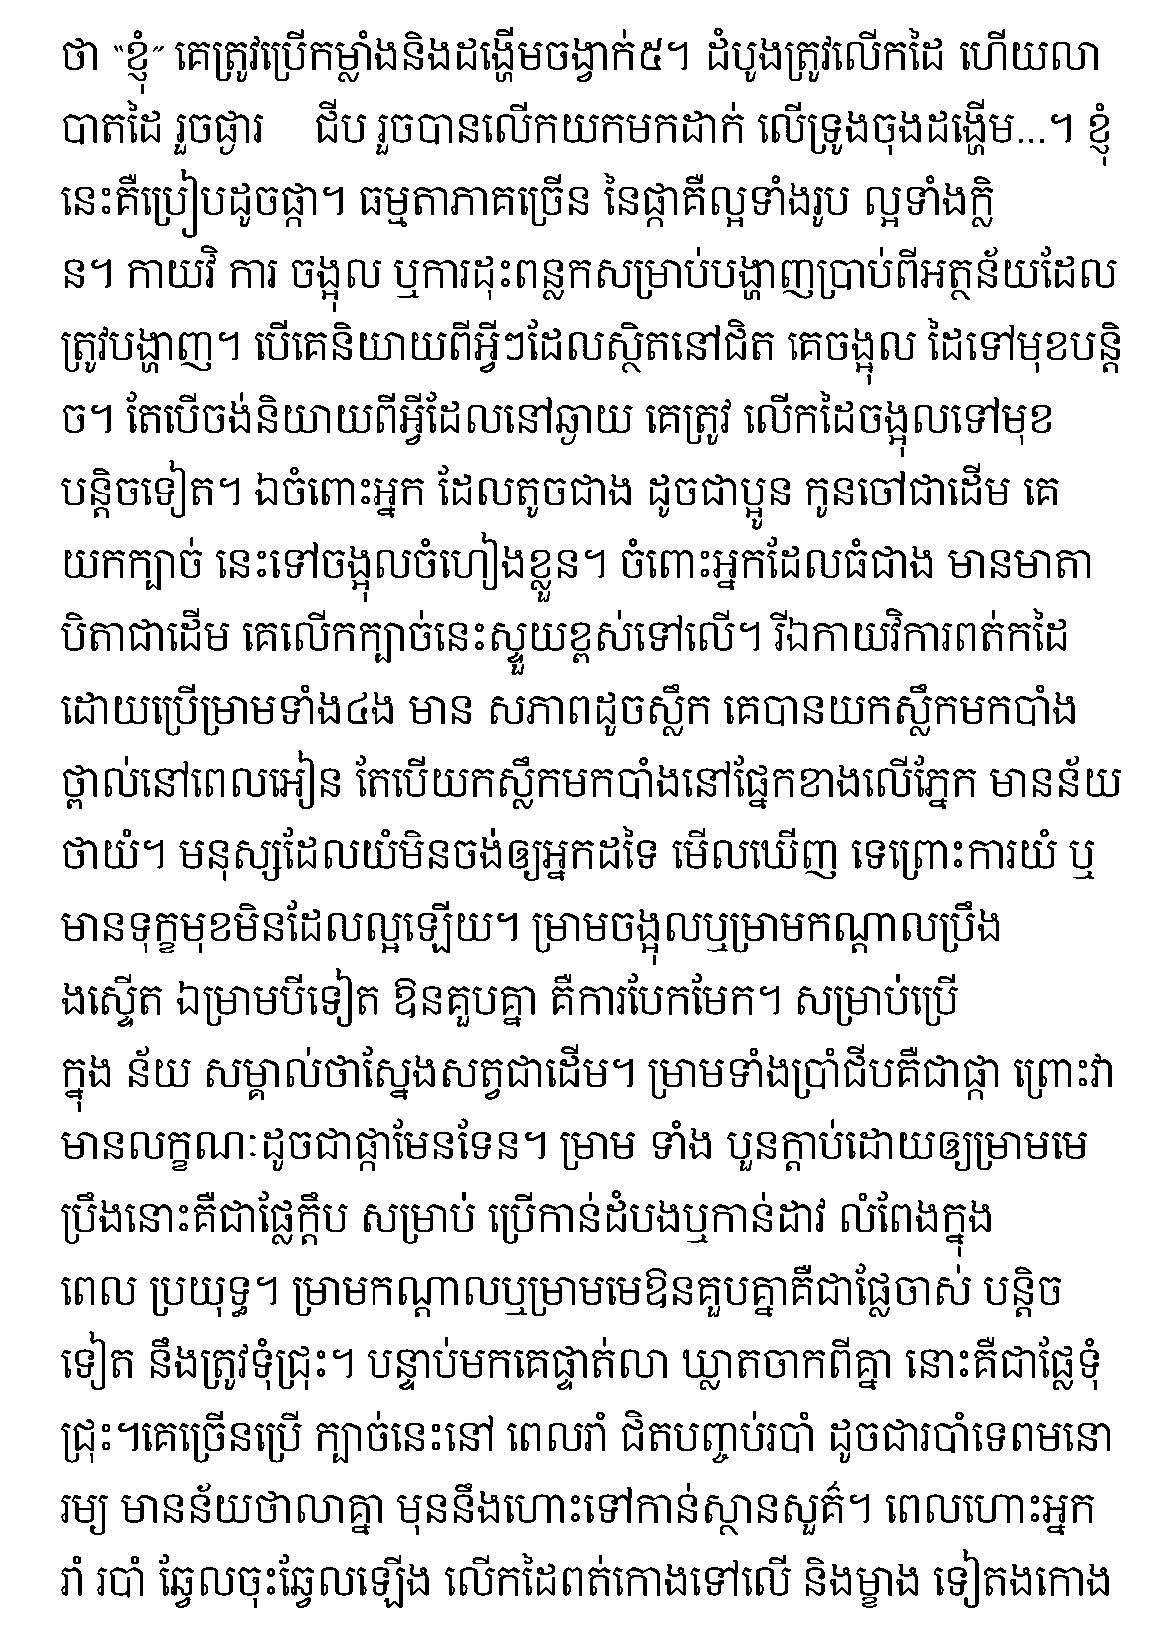 ថា “ខ្ញុំ” គេត្រូវប្រើកម្លាំងនិងដង្ហើមចង្វាក់៥។ ដំបូងត្រូវលើកដៃ ហើយលា
បាតដៃ រួចផ្ងារ ជីប រួចបានលើកយកមកដាក់ លើទ្រូងចុងដង្ហើម...។ ខ្ញុំ
នេះគឺប្រៀបដូចផ្កា។ ធម្មតាភាគច្រើន នៃផ្កាគឺល្អទាំងរូប ល្អទាំងក្លិ
ន។ កាយវិ ការ ចង្អុល ឬការដុះពន្លកសម្រាប់បង្ហាញប្រាប់ពីអត្ថន័យដែល
ត្រូវបង្ហាញ។ បើគេនិយាយពីអ្វីៗដែលស្ថិតនៅជិត គេចង្អុល ដៃទៅមុខបន្តិ
ច។ តែបើចង់និយាយពីអ្វីដែលនៅឆ្ងាយ គេត្រូវ លើកដៃចង្អុលទៅមុខ
បន្តិចទៀត។ ឯចំពោះអ្នក ដែលតូចជាង ដូចជាប្អូន កូនចៅជាដើម គេ
យកក្បាច់ នេះទៅចង្អុលចំហៀងខ្លួន។ ចំពោះអ្នកដែលធំជាង មានមាតា
បិតាជាដើម គេលើកក្បាច់នេះស្ទួយខ្ពស់ទៅលើ។ រីឯកាយវិការពត់កដៃ
ដោយប្រើម្រាមទាំង៤ង មាន សភាពដូចស្លឹក គេបានយកស្លឹកមកបាំង
ថ្ពាល់នៅពេលអៀន តែបើយកស្លឹកមកបាំងនៅផ្នែកខាងលើភ្នែក មានន័យ
ថាយំ។ មនុស្សដែលយំមិនចង់ឲ្យអ្នកដទៃ មើលឃើញ ទេព្រោះការយំ ឬ
មានទុក្ខមុខមិនដែលល្អឡើយ។ ម្រាមចង្អុលឬម្រាមកណ្តាលប្រឹង
ងស្ទើត ឯម្រាមបីទៀត ឱនគួបគ្នា គឺការបែកមែក។ សម្រាប់ប្រើ
ក្នុង ន័យ សម្គាល់ថាស្នែងសត្វជាដើម។ ម្រាមទាំងប្រាំជីបគឺជាផ្កា ព្រោះវា
មានលក្ខណៈដូចជាផ្កាមែនទែន។ ម្រាម ទាំង បួនក្តាប់ដោយឲ្យម្រាមមេ
ប្រឹងនោះគឺជាផ្លែក្តឹប សម្រាប់ ប្រើកាន់ដំបងឬកាន់ដាវ លំពែងក្នុង
ពេល ប្រយុទ្ធ។ ម្រាមកណ្តាលឬម្រាមមេឱនគួបគ្នាគឺជាផ្លែចាស់ បន្តិច
ទៀត នឹងត្រូវទុំជ្រុះ។ បន្ទាប់មកគេផ្ទាត់លា ឃ្លាតចាកពីគ្នា នោះគឺជាផ្លែទុំ
ជ្រុះ។គេច្រើនប្រើ ក្បាច់នេះនៅ ពេលរាំ ជិតបញ្ចប់របាំ ដូចជារបាំទេពមនោ
រម្យ មានន័យថាលាគ្នា មុននឹងហោះទៅកាន់ស្ថានសួគ៌។ ពេលហោះអ្នក
រាំ របាំ ឆ្វែលចុះឆ្វែលឡើង លើកដៃពត់កោងទៅលើ និងម្ខាង ទៀតងកោង